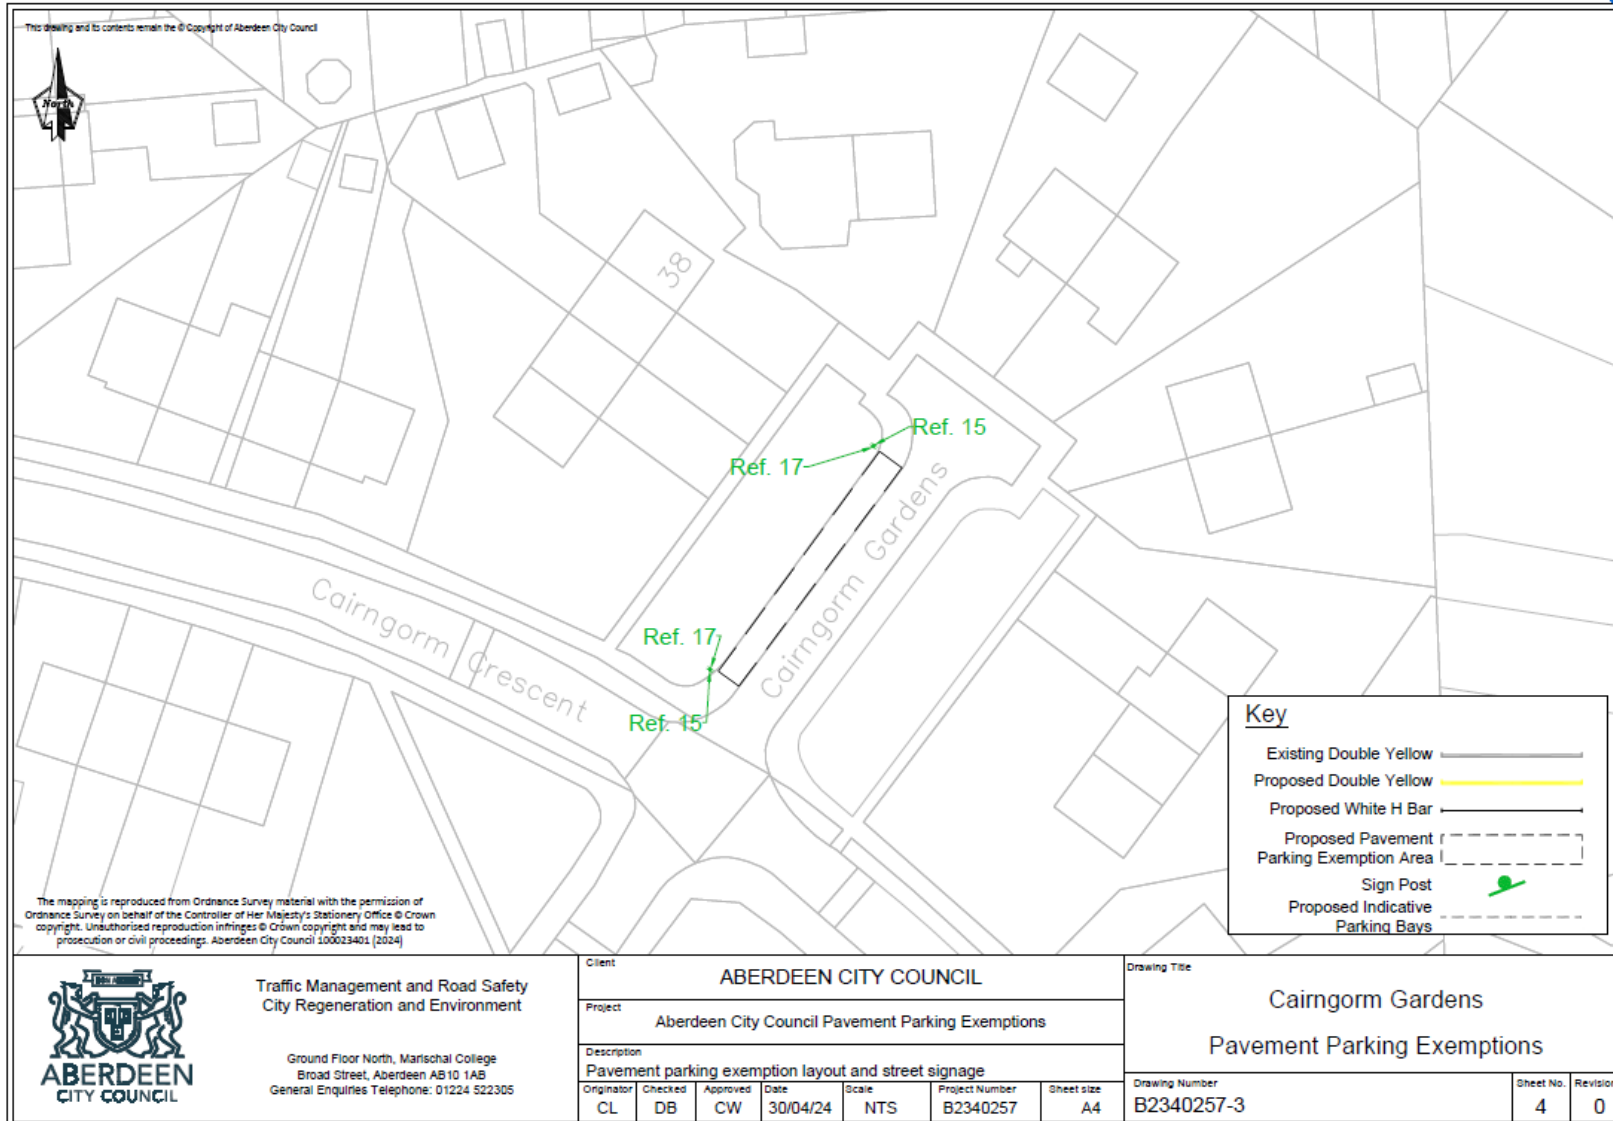 This drawing and its contents remain the © Copyright of Aberdeen City Council
North
38
Ref. 15
Ref. 17
Cairngorm Gardens
Ref. 17
Ref. 15
Cairngorm Crescent
Key
Existing Double Yellow
Proposed Double Yellow
Proposed White H Bar
Proposed Pavement
Parking Exemption Area
Sign Post
Proposed Indicative
Parking Bays
The mapping is reproduced from Ordnance Survey material with the permission of
Ordnance Survey on behalf of the Controller of Her Majesty's Stationery Office © Crown
copyright. Unauthorised reproduction infringes © Crown copyright and may lead to
prosecution or civil proceedings. Aberdeen City Council 100023401 (2024)
ABERDEEN
CITY COUNCIL
Traffic Management and Road Safety
City Regeneration and Environment
Ground Floor North, Marischal College
Broad Street, Aberdeen AB10 1AB
General Enquiries Telephone: 01224 522305
Client
ABERDEEN CITY COUNCIL
Project
Aberdeen City Council Pavement Parking Exemptions
Description
Pavement parking exemption layout and street signage
Originator Checked Approved Date Scale Project Number Sheet size
CL DB CW 30/04/24 NTS B2340257 A4
Drawing Title
Cairngorm Gardens
Pavement Parking Exemptions
Drawing Number Sheet No. Revision
B2340257-3 4 0